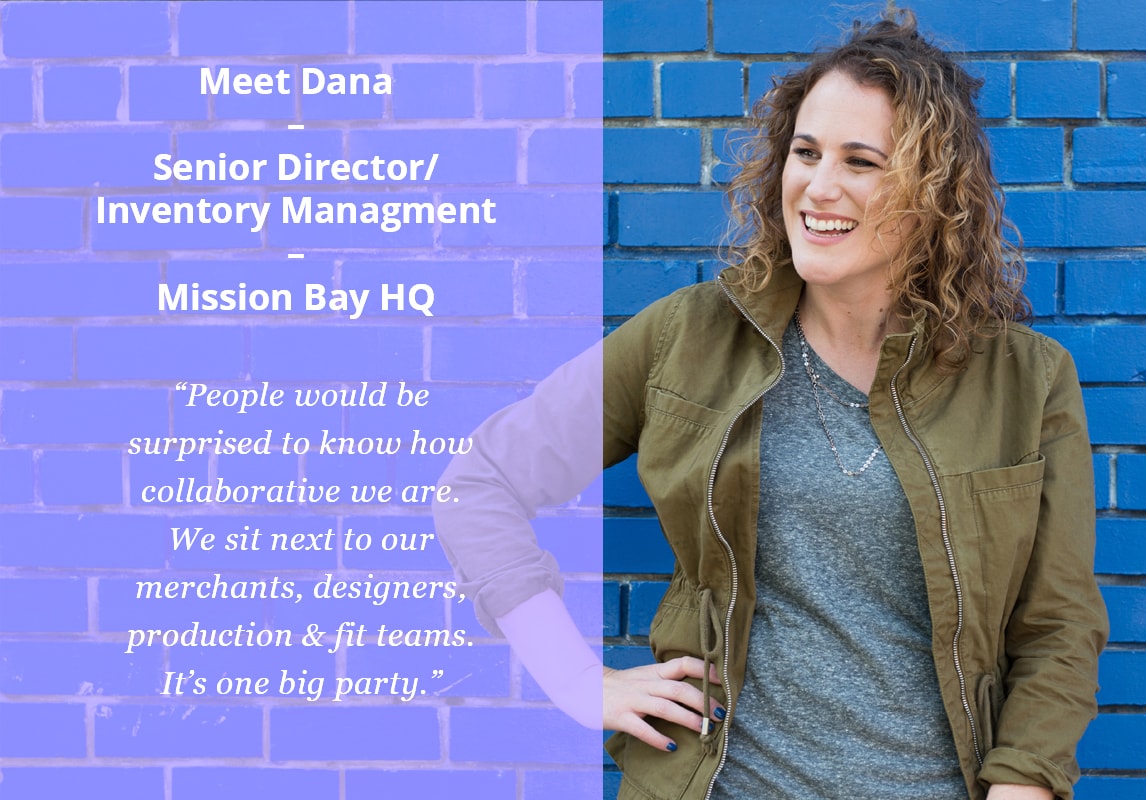 Meet Dana
–
Senior Director/
Inventory Managment
–
Mission Bay HQ
“People would be
surprised to know how
collaborative we are.
We sit next to our
merchants, designers,
production & fit teams.
It’s one big party.”